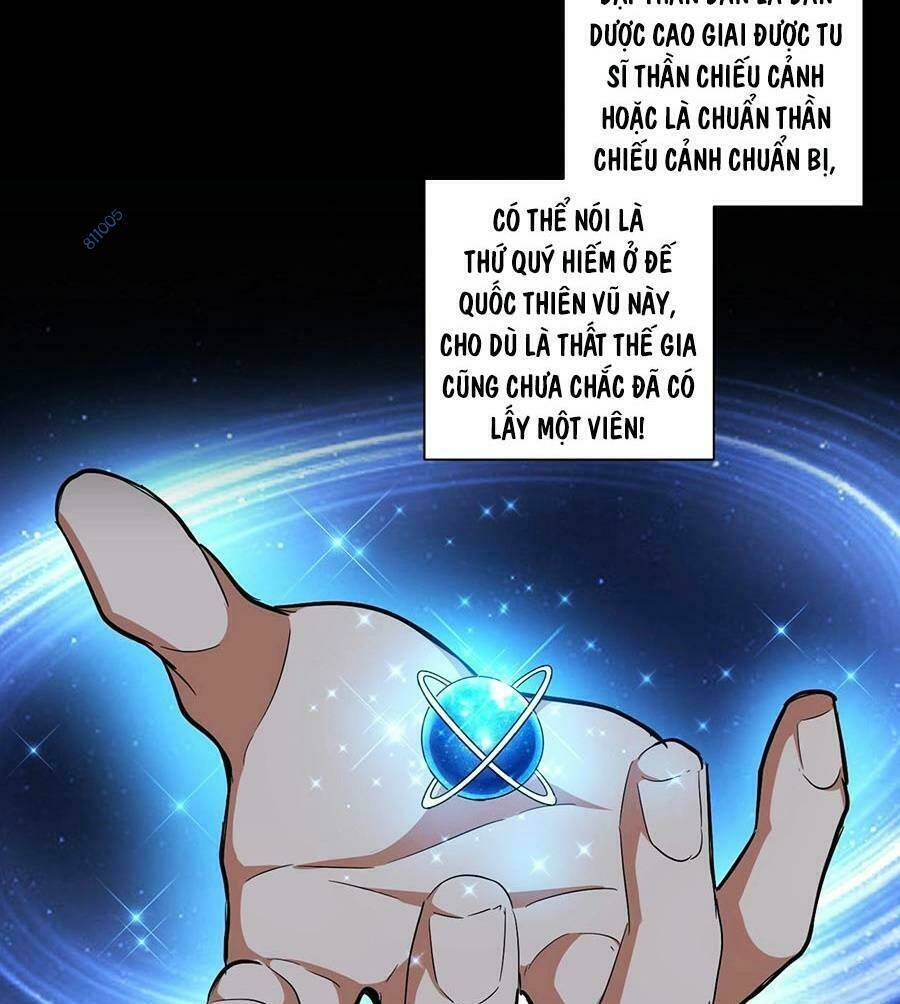 DƯỢC CAO GIAI ĐƯỢC TU
SĨ THẦN CHIẾU CẢNH
HOẶC LÀ CHUẨN THẦN
CHIẾU CẢNH CHUẨN BỊ,
CÓ THỂ NÓI LÀ
THỨ QUÝ HIẾM Ở ĐẾ
QUỐC THIÊN VŨ NÀY,
CHO DÙ LÀ THẤT THẾ GIA
CŨNG CHƯA CHẮC ĐÃ CÓ
LẤY MỘT VIÊN!
811005